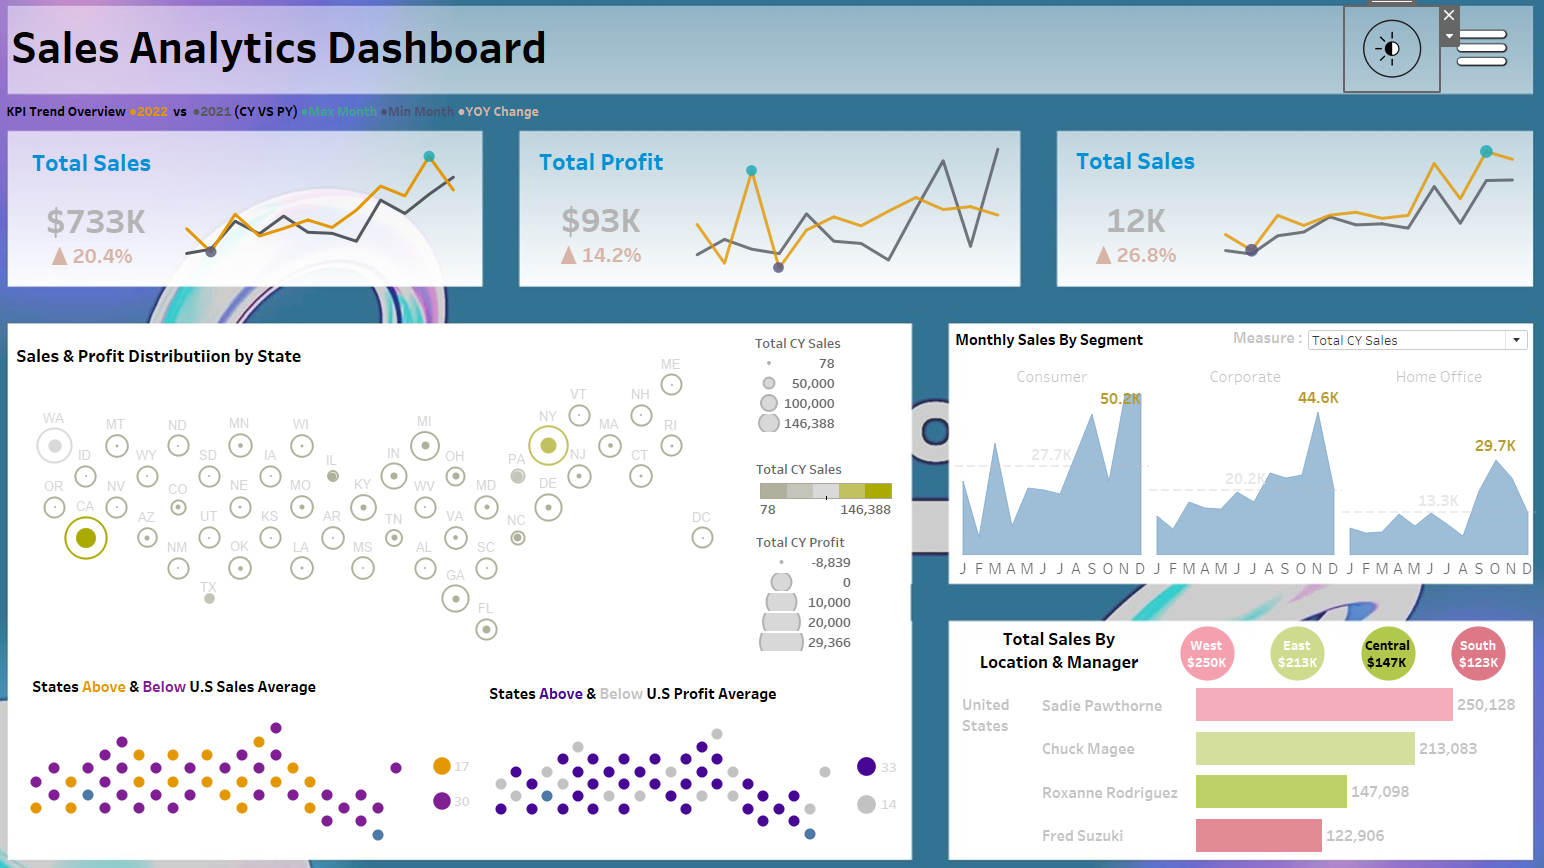 Sales Analytics Dashboard
KPI Trend Overview ●2022 vs ●2021 (CY VS PY) ●Max Month ●Min Month ●YOY Change
Total Sales
$733K
▲ 20.4%
Total Profit
$93K
▲ 14.2%
Total Sales
12K
▲ 26.8%
Sales & Profit Distributiion by State
ME
VT NH
WA MT ND MN WI MI NY MA RI
ID WY SD IA IL IN OH PA NJ CT
OR NV CO NE MO KY WV MD DE
CA AZ UT KS AR TN VA NC DC
NM OK LA MS AL SC
TX GA
FL
Total CY Sales
78
50,000
100,000
146,388
Total CY Sales
78 146,388
Total CY Profit
-8,839
0
10,000
20,000
29,366
States Above & Below U.S Sales Average
17
30
States Above & Below U.S Profit Average
33
14
Monthly Sales By Segment
Measure : Total CY Sales
Consumer Corporate Home Office
50.2K 44.6K 29.7K
27.7K 20.2K 13.3K
J F M A M J J A S O N D J F M A M J J A S O N D J F M A M J J A S O N D
Total Sales By
Location & Manager
West
$250K
East
$213K
Central
$147K
South
$123K
United
States
Sadie Pawthorne 250,128
Chuck Magee 213,083
Roxanne Rodriguez 147,098
Fred Suzuki 122,906